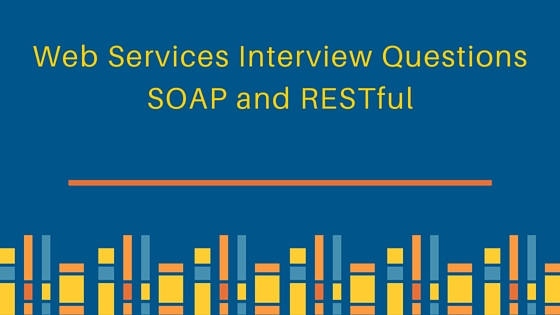 Web Services Interview Questions
SOAP and RESTful